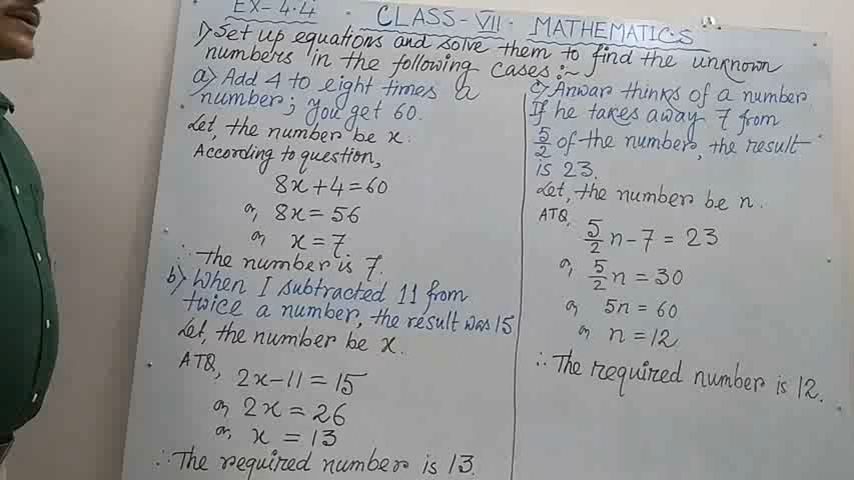 EX-4.4
CLASS-VII. MATHEMATICS
1) Set up equations and solve them to find the unknown
numbers in the following cases:~
a) Add 4 to eight times a
number; you get 60.
Let, the number be x.
According to question,
8x+4=60
or, 8x=56
or, x=7
∴ the number is 7.
b) When I subtracted 11 from
twice a number, the result was 15
Let, the number be x.
ATQ,
2x-11=15
or, 2x=26
or, x=13
∴ The required number is 13.
c) Anwar thinks of a number.
If he takes away 7 from
5/2 of the number, the result
is 23.
Let, the number be n.
ATQ,
5/2 n-7=23
or, 5/2 n=30
or 5n=60
or n=12
∴ The required number is 12.